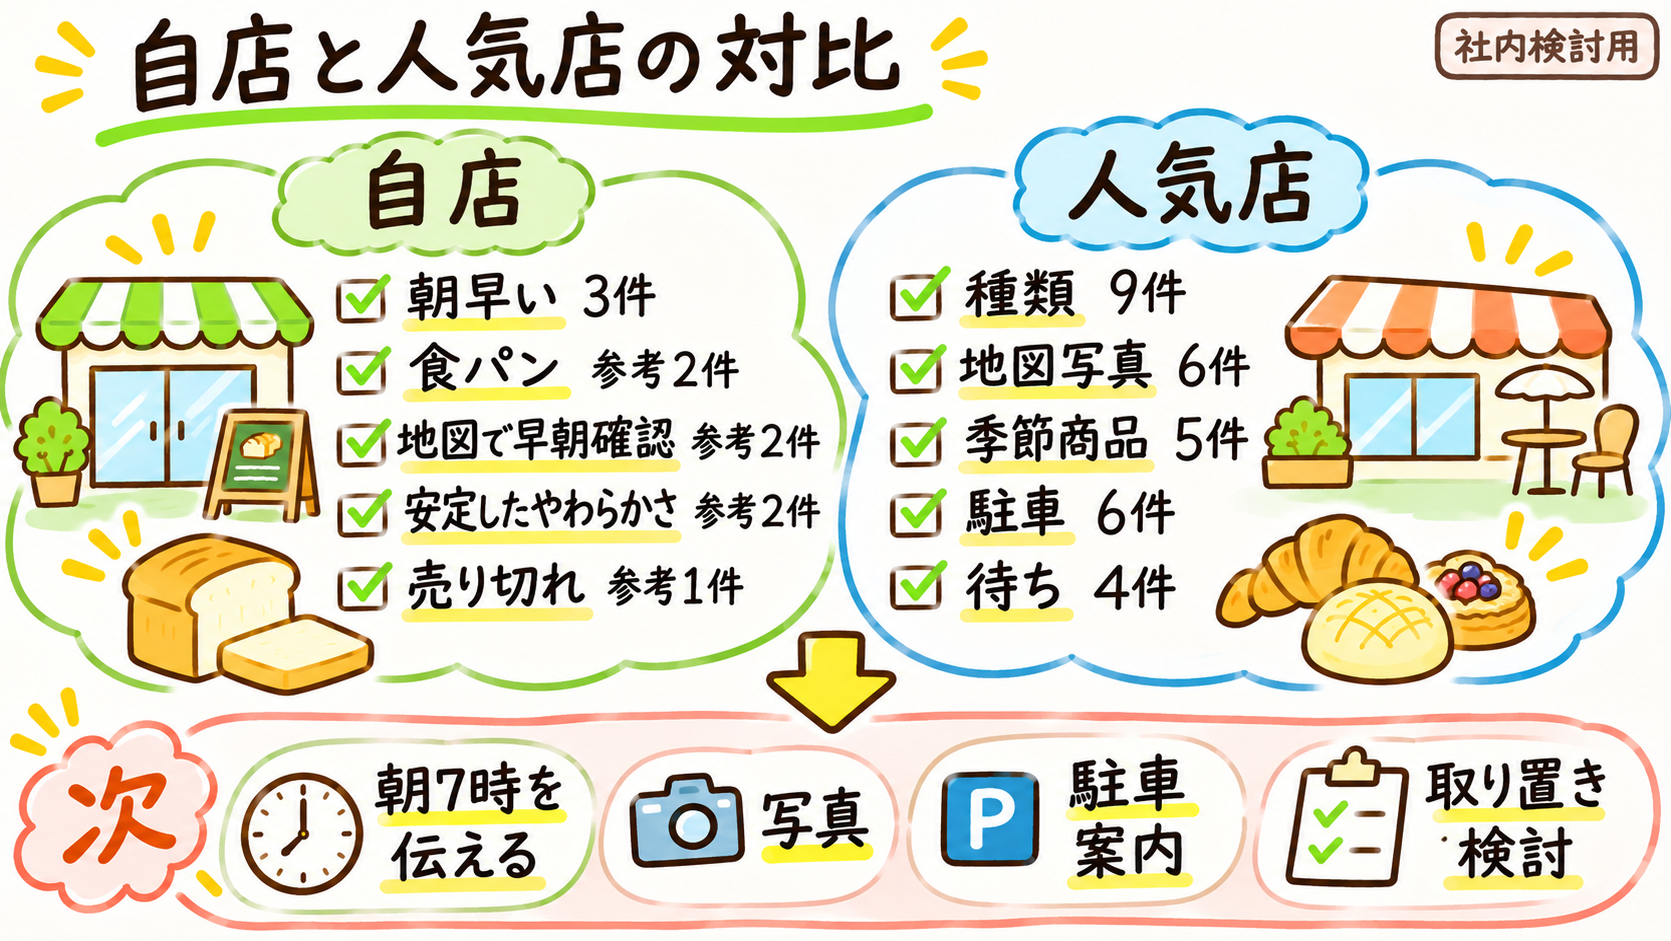 自店と人気店の対比
社内検討用
自店
朝早い 3件
食パン 参考2件
地図で早朝確認 参考2件
安定したやわらかさ 参考2件
売り切れ 参考1件
人気店
種類 9件
地図写真 6件
季節商品 5件
駐車 6件
待ち 4件
次
朝7時を
伝える
写真
P
駐車
案内
取り置き
検討